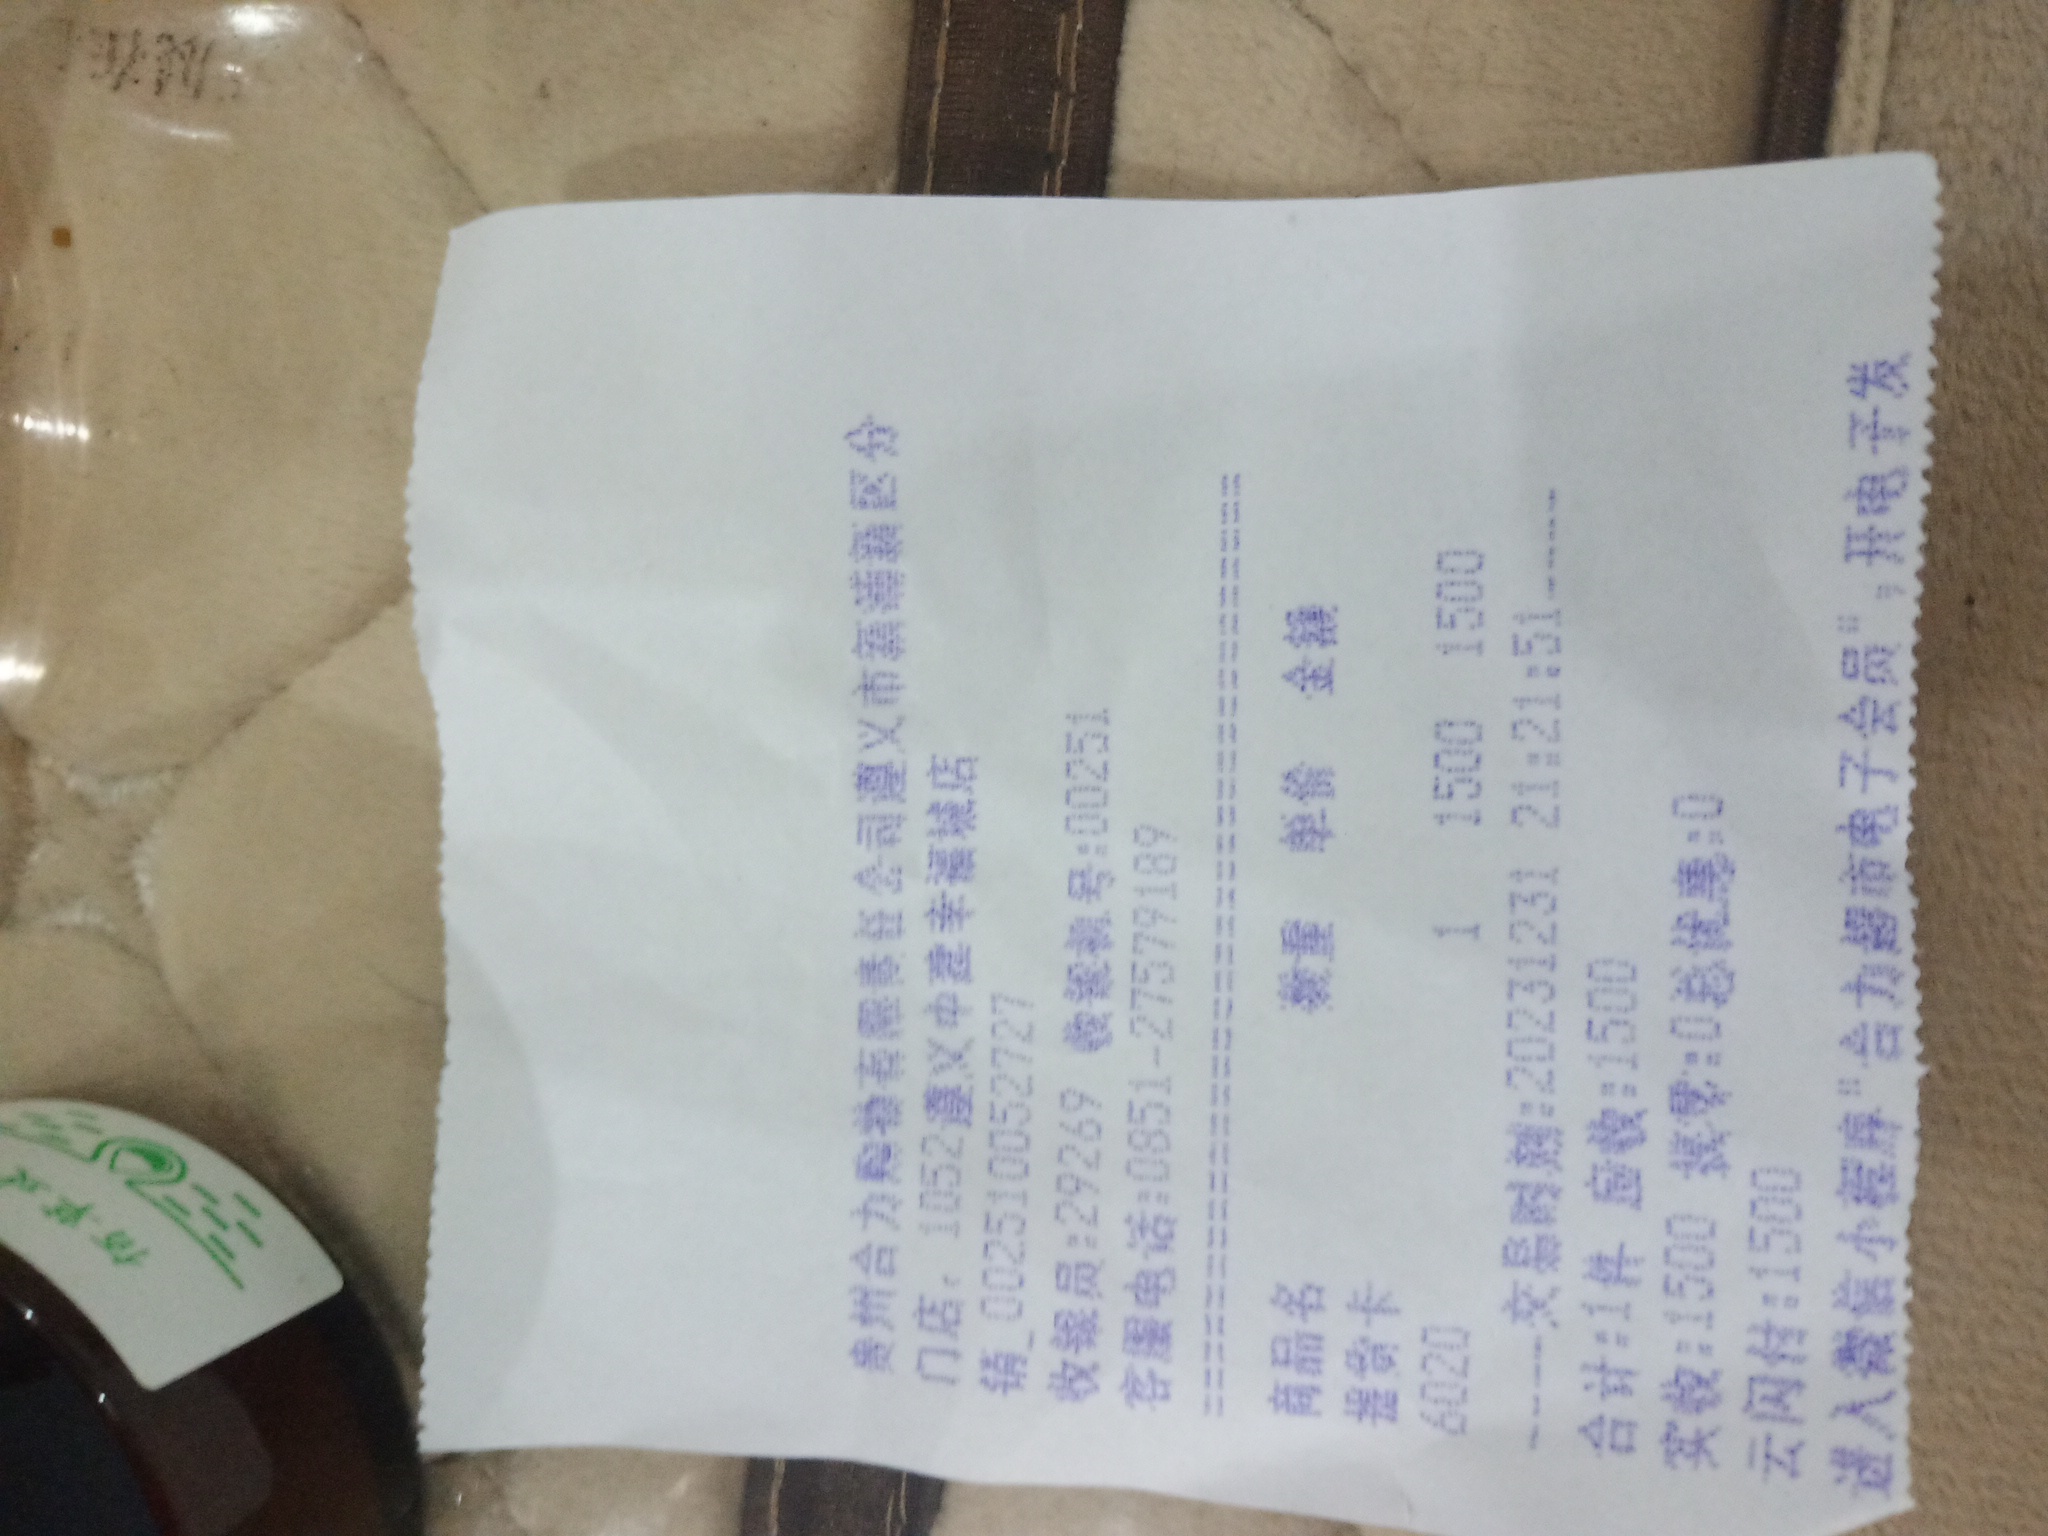 贵州合力购物有限责任公司遵义市新蒲新区分
门店: 1052遵义中建幸福城店
销_002510052727
收银员:29269 收银机号:00251
客服电话:0851-27579189
================================
商品名 数量 单价 金额
提货卡
6020 1 1500 1500
-----交易时期:20231231 21:21:51-----
合计:1件 应收:1500
实收:1500 找零:0总优惠:0
云闪付:1500
进入微信小程序"合力超市电子会员",开电子发